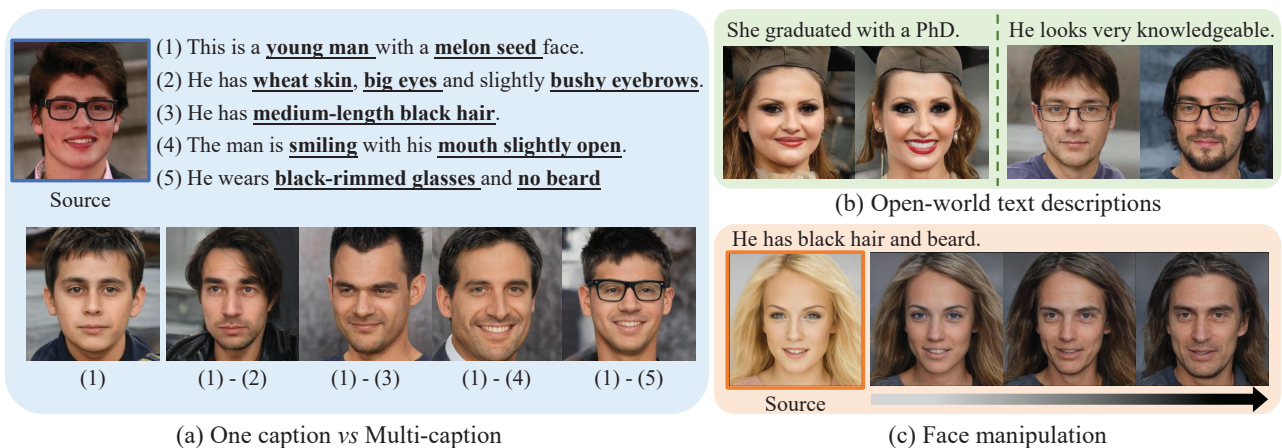 (1) This is a young man with a melon seed face.
(2) He has wheat skin, big eyes and slightly bushy eyebrows.
(3) He has medium-length black hair.
(4) The man is smiling with his mouth slightly open.
(5) He wears black-rimmed glasses and no beard
Source
(1)
(1) - (2)
(1) - (3)
(1) - (4)
(1) - (5)
(a) One caption vs Multi-caption
She graduated with a PhD.
He looks very knowledgeable.
(b) Open-world text descriptions
He has black hair and beard.
Source
(c) Face manipulation